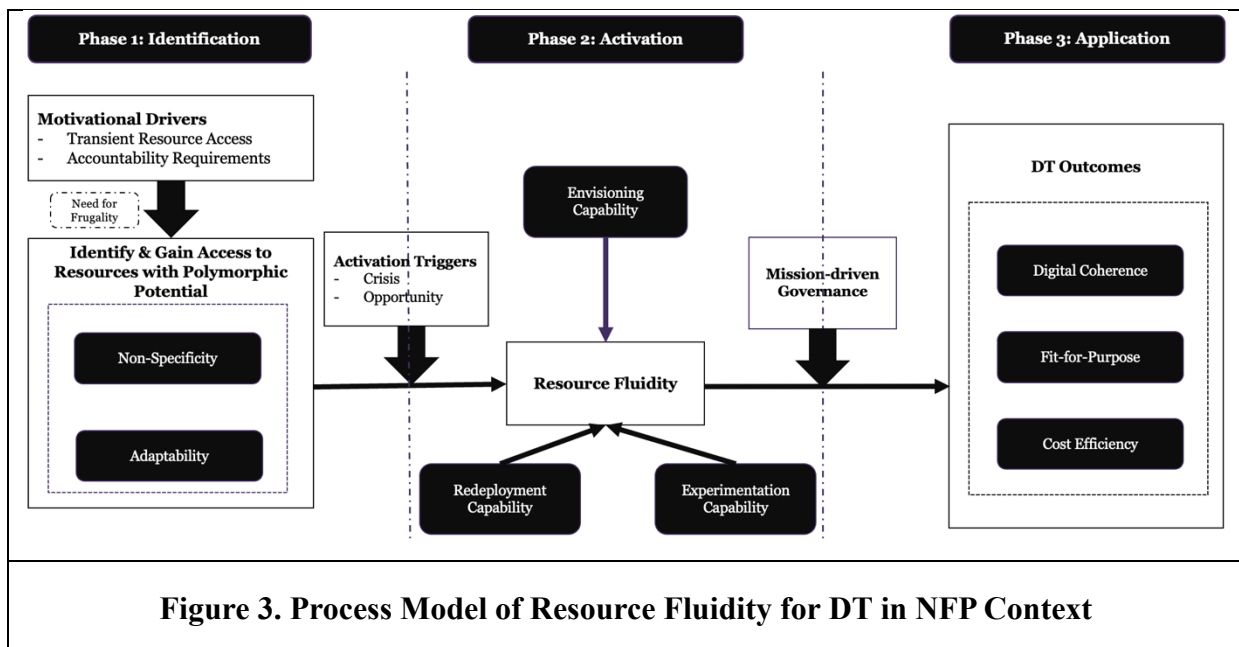 Phase 1: Identification
Phase 2: Activation
Phase 3: Application
Motivational Drivers
- Transient Resource Access
- Accountability Requirements
Need for
Frugality
Identify & Gain Access to
Resources with Polymorphic
Potential
Non-Specificity
Adaptability
Activation Triggers
- Crisis
- Opportunity
Envisioning
Capability
Resource Fluidity
Redeployment
Capability
Experimentation
Capability
Mission-driven
Governance
DT Outcomes
Digital Coherence
Fit-for-Purpose
Cost Efficiency
Figure 3. Process Model of Resource Fluidity for DT in NFP Context